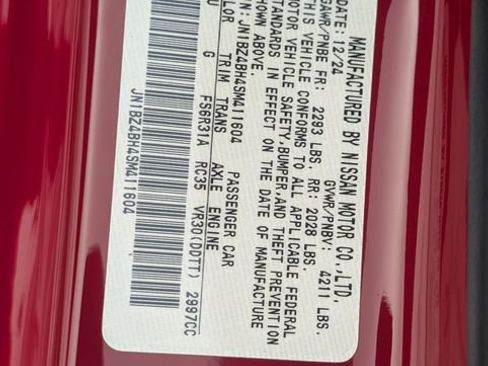 MANUFACTURED BY NISSAN MOTOR CO.,LTD.
DATE: 12/24 GVWR/PNBV: 4211 LBS.
GAWR/PNBE FR: 2293 LBS. RR: 2028 LBS.
THIS VEHICLE CONFORMS TO ALL APPLICABLE FEDERAL
MOTOR VEHICLE SAFETY,BUMPER,AND THEFT PREVENTION
STANDARDS IN EFFECT ON THE DATE OF MANUFACTURE
SHOWN ABOVE.
: JN1BZ4BH4SM411604 PASSENGER CAR
COLOR TRIM TRANS AXLE ENGINE
G FS6R31A RC35 VR30(DDTT) 2997CC
JN1BZ4BH4SM411604